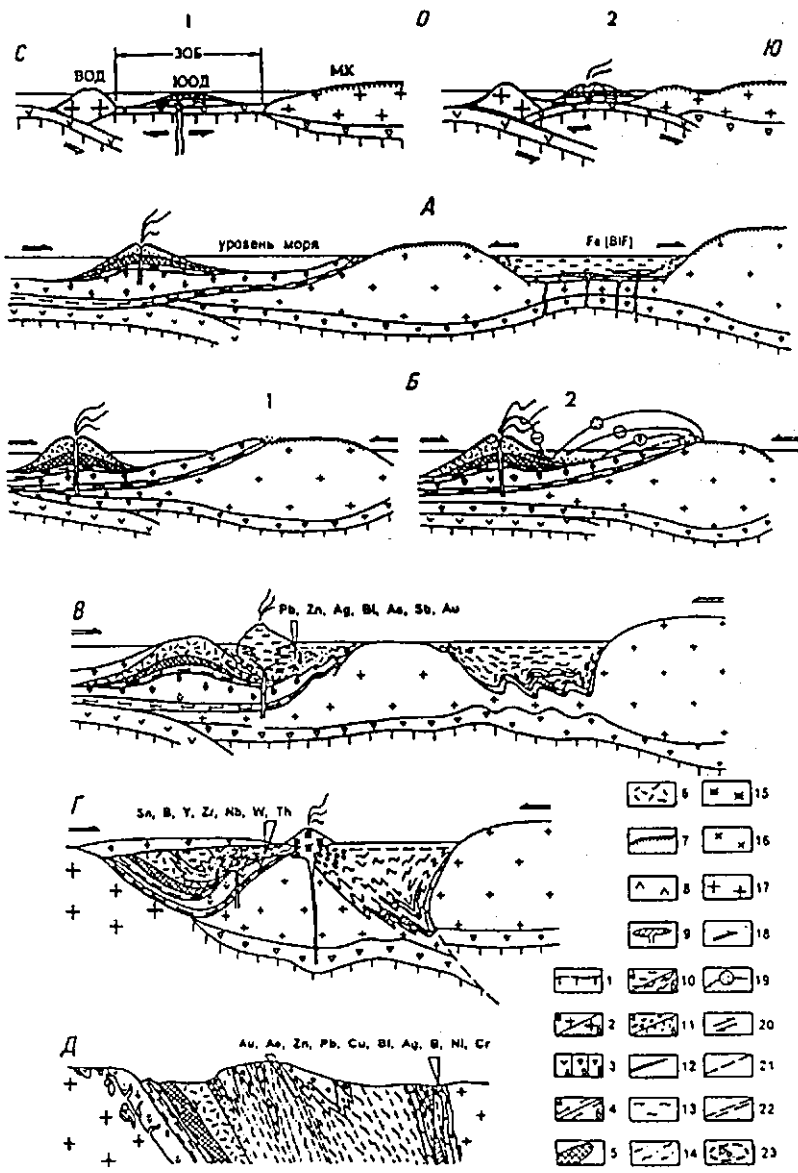 1 О 2
С Ю
ЗОБ
ВОД ЮОД МК
А
уровень моря Fe (BIF)
Б
1 2
В
Pb, Zn, Ag, Bi, As, Sb, Au
Г
Sn, B, Y, Zr, Nb, W, Th
Д
Au, As, Zn, Pb, Cu, Bi, Ag, B, Ni, Cr
6 15
7 16
8 17
9 18
1 10 19
2 11 20
3 12 21
4 13 22
5 14 23